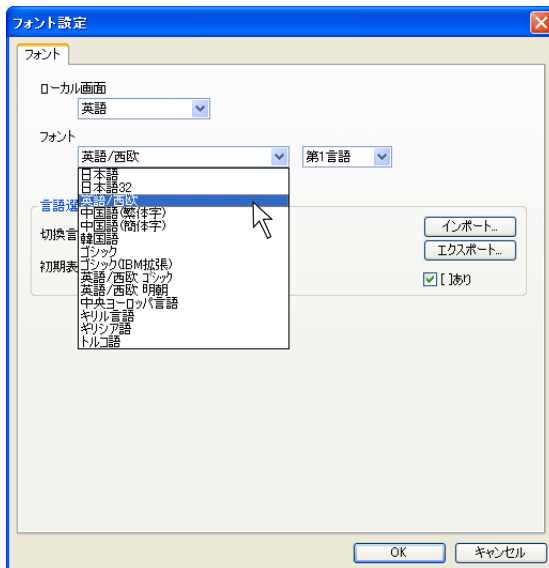 フォント設定
フォント
ローカル画面
英語
フォント
英語/西欧 第1言語
日本語
日本語32
英語/西欧
中国語(繁体字)
中国語(簡体字)
韓国語
ゴシック
ゴシック(IBM拡張)
英語/西欧 ゴシック
英語/西欧 明朝
中央ヨーロッパ言語
キリル言語
ギリシア語
トルコ語
言語選
切換言
初期表
インポート...
エクスポート...
[ ]あり
OK キャンセル